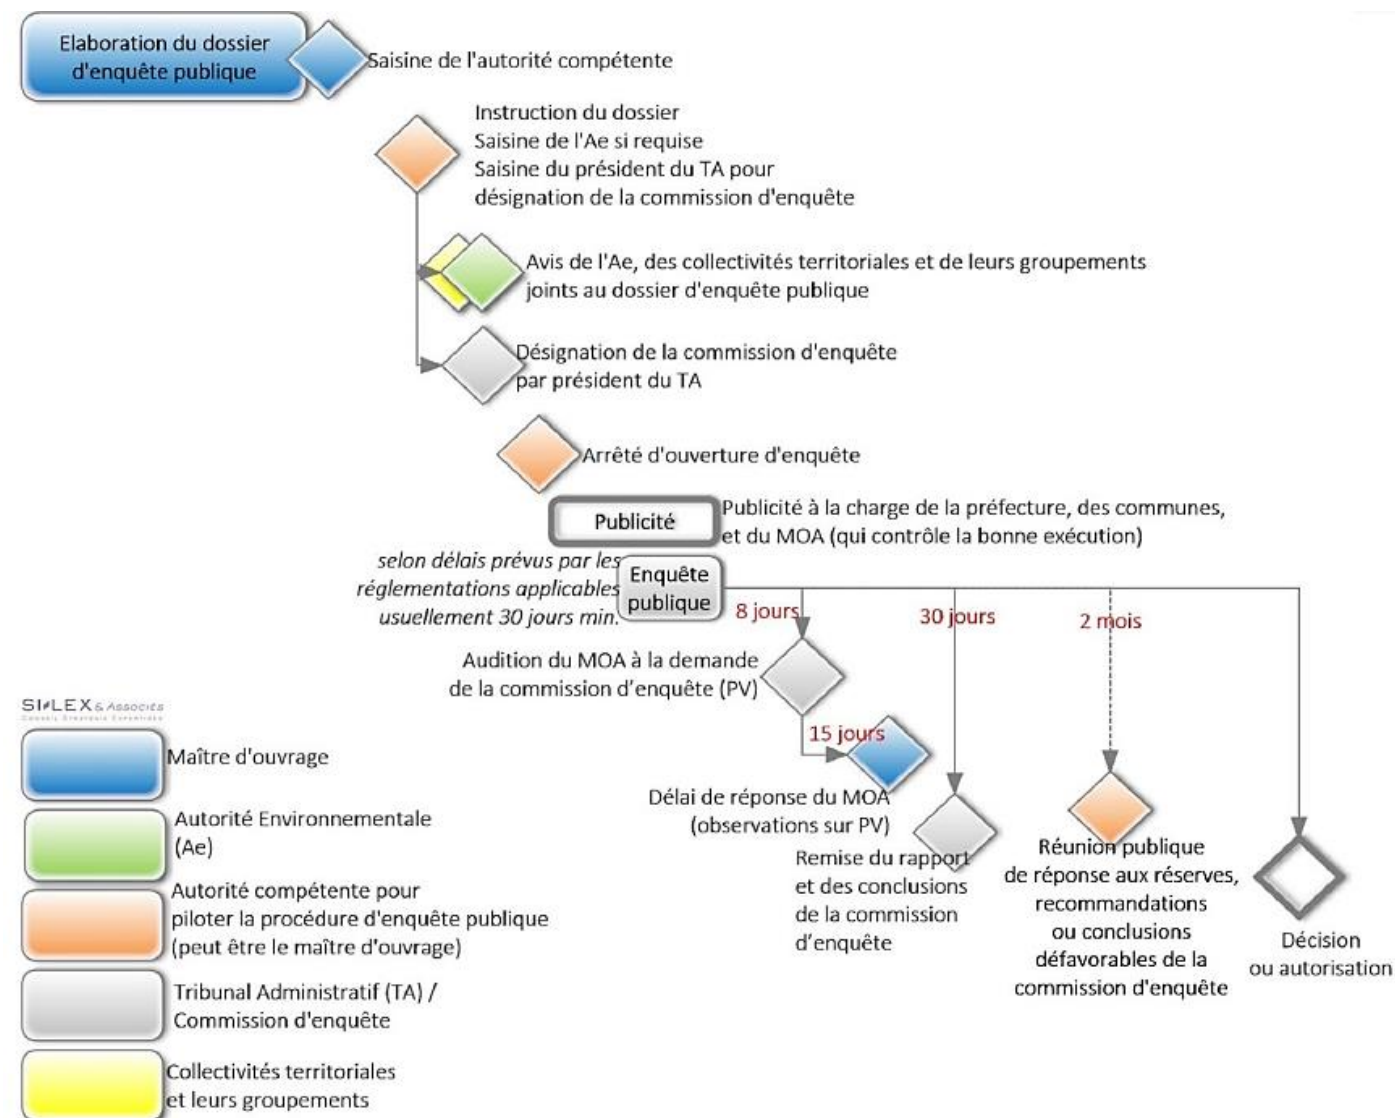 Elaboration du dossier
d'enquête publique
Saisine de l'autorité compétente
Instruction du dossier
Saisine de l'Ae si requise
Saisine du président du TA pour
désignation de la commission d'enquête
Avis de l'Ae, des collectivités territoriales et de leurs groupements
joints au dossier d'enquête publique
Désignation de la commission d'enquête
par président du TA
Arrêté d'ouverture d'enquête
Publicité
Publicité à la charge de la préfecture, des communes,
et du MOA (qui contrôle la bonne exécution)
selon délais prévus par les
réglementations applicables
usuellement 30 jours min.
Enquête
publique
8 jours
30 jours
2 mois
Audition du MOA à la demande
de la commission d'enquête (PV)
15 jours
Délai de réponse du MOA
(observations sur PV)
Remise du rapport
et des conclusions
de la commission
d'enquête
Réunion publique
de réponse aux réserves,
recommandations
ou conclusions
défavorables de la
commission d'enquête
Décision
ou autorisation
SIxLEX & Associés
Maître d'ouvrage
Autorité Environnementale
(Ae)
Autorité compétente pour
piloter la procédure d'enquête publique
(peut être le maître d'ouvrage)
Tribunal Administratif (TA) /
Commission d'enquête
Collectivités territoriales
et leurs groupements